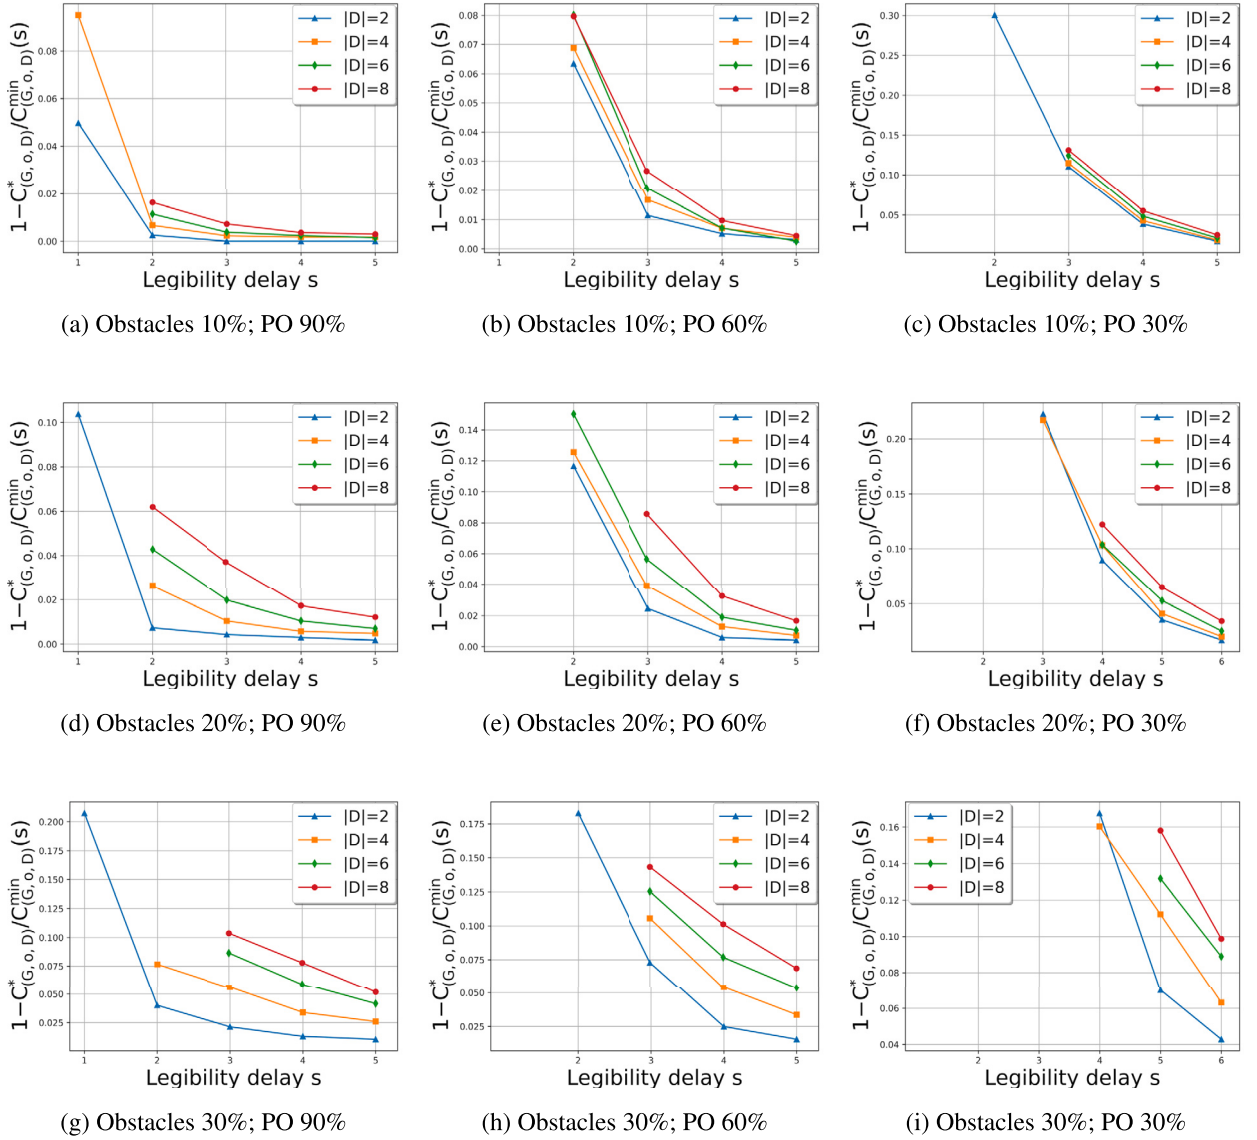 1−C*(G, o, D)/Cmin(G, o, D)(s)
0.08
0.06
0.04
0.02
0.00
|D|=2
|D|=4
|D|=6
|D|=8
1 2 3 4 5
Legibility delay s
(a) Obstacles 10%; PO 90%
1−C*(G, o, D)/Cmin(G, o, D)(s)
0.08
0.07
0.06
0.05
0.04
0.03
0.02
0.01
0.00
|D|=2
|D|=4
|D|=6
|D|=8
1 2 3 4 5
Legibility delay s
(b) Obstacles 10%; PO 60%
1−C*(G, o, D)/Cmin(G, o, D)(s)
0.30
0.25
0.20
0.15
0.10
0.05
|D|=2
|D|=4
|D|=6
|D|=8
2 3 4 5
Legibility delay s
(c) Obstacles 10%; PO 30%
1−C*(G, o, D)/Cmin(G, o, D)(s)
0.10
0.08
0.06
0.04
0.02
0.00
|D|=2
|D|=4
|D|=6
|D|=8
1 2 3 4 5
Legibility delay s
(d) Obstacles 20%; PO 90%
1−C*(G, o, D)/Cmin(G, o, D)(s)
0.14
0.12
0.10
0.08
0.06
0.04
0.02
0.00
|D|=2
|D|=4
|D|=6
|D|=8
2 3 4 5
Legibility delay s
(e) Obstacles 20%; PO 60%
1−C*(G, o, D)/Cmin(G, o, D)(s)
0.20
0.15
0.10
0.05
|D|=2
|D|=4
|D|=6
|D|=8
2 3 4 5 6
Legibility delay s
(f) Obstacles 20%; PO 30%
1−C*(G, o, D)/Cmin(G, o, D)(s)
0.200
0.175
0.150
0.125
0.100
0.075
0.050
0.025
|D|=2
|D|=4
|D|=6
|D|=8
1 2 3 4 5
Legibility delay s
(g) Obstacles 30%; PO 90%
1−C*(G, o, D)/Cmin(G, o, D)(s)
0.175
0.150
0.125
0.100
0.075
0.050
0.025
|D|=2
|D|=4
|D|=6
|D|=8
2 3 4 5
Legibility delay s
(h) Obstacles 30%; PO 60%
1−C*(G, o, D)/Cmin(G, o, D)(s)
0.16
0.14
0.12
0.10
0.08
0.06
0.04
|D|=2
|D|=4
|D|=6
|D|=8
2 3 4 5 6
Legibility delay s
(i) Obstacles 30%; PO 30%